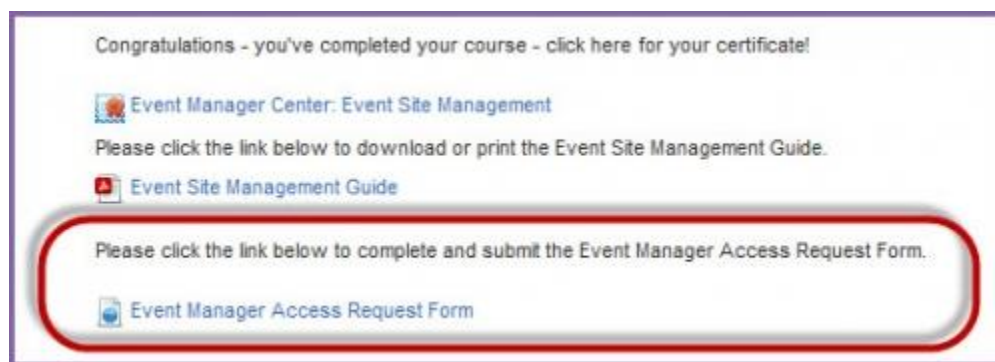 Congratulations - you've completed your course - click here for your certificate!
Event Manager Center: Event Site Management
Please click the link below to download or print the Event Site Management Guide.
Event Site Management Guide
Please click the link below to complete and submit the Event Manager Access Request Form.
Event Manager Access Request Form